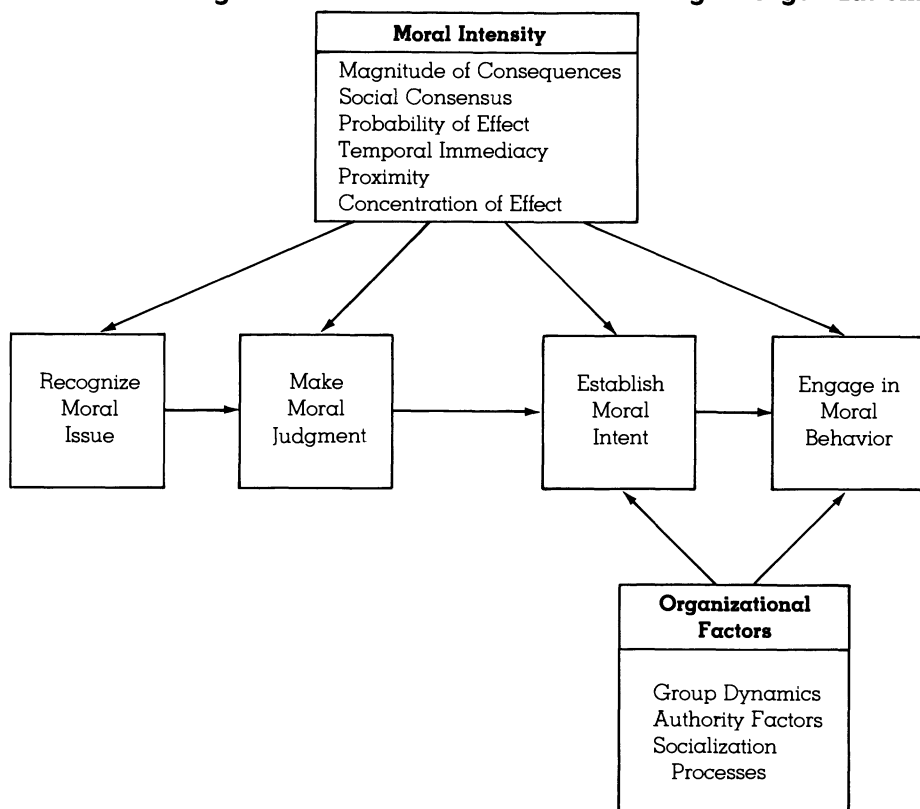 Moral Intensity
Magnitude of Consequences
Social Consensus
Probability of Effect
Temporal Immediacy
Proximity
Concentration of Effect
Recognize
Moral
Issue
Make
Moral
Judgment
Establish
Moral
Intent
Engage in
Moral
Behavior
Organizational
Factors
Group Dynamics
Authority Factors
Socialization
Processes